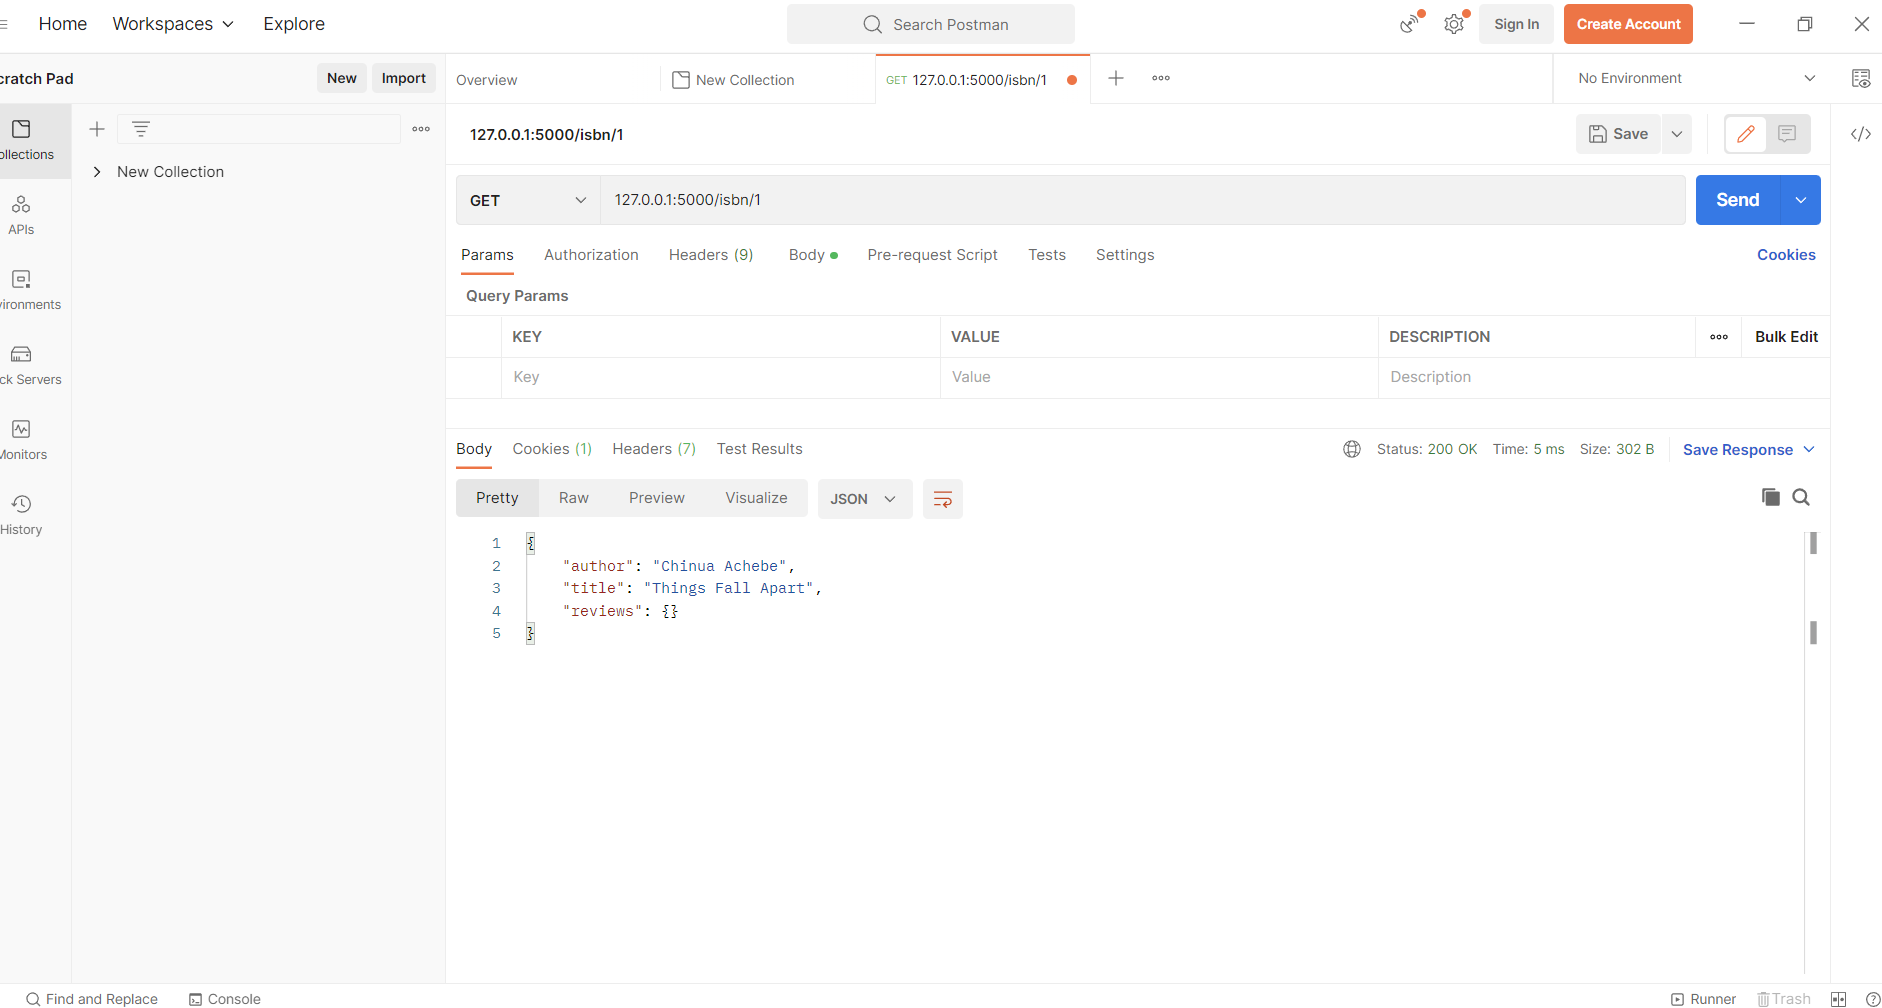 Home Workspaces Explore Search Postman Sign In Create Account
cratch Pad New Import Overview New Collection GET 127.0.0.1:5000/isbn/1 No Environment
127.0.0.1:5000/isbn/1 Save
ollections
New Collection
GET 127.0.0.1:5000/isbn/1 Send
APIs
Params Authorization Headers (9) Body Pre-request Script Tests Settings Cookies
Query Params
vironments
KEY VALUE DESCRIPTION Bulk Edit
Key Value Description
ck Servers
Body Cookies (1) Headers (7) Test Results Status: 200 OK Time: 5 ms Size: 302 B Save Response
Monitors
Pretty Raw Preview Visualize JSON
History
1 {
2 "author": "Chinua Achebe",
3 "title": "Things Fall Apart",
4 "reviews": {}
5 }
Find and Replace Console Runner Trash